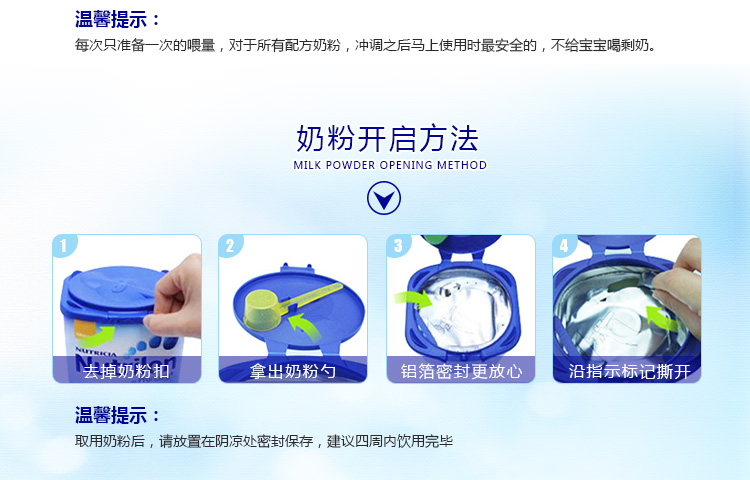 温馨提示：
每次只准备一次的喂量，对于所有配方奶粉，冲调之后马上使用时最安全的，不给宝宝喝剩奶。
奶粉开启方法
MILK POWDER OPENING METHOD
1
2
3
4
NUTRICIA
Nutrilon
去掉奶粉扣
拿出奶粉勺
铝箔密封更放心
沿指示标记撕开
温馨提示：
取用奶粉后，请放置在阴凉处密封保存，建议四周内饮用完毕